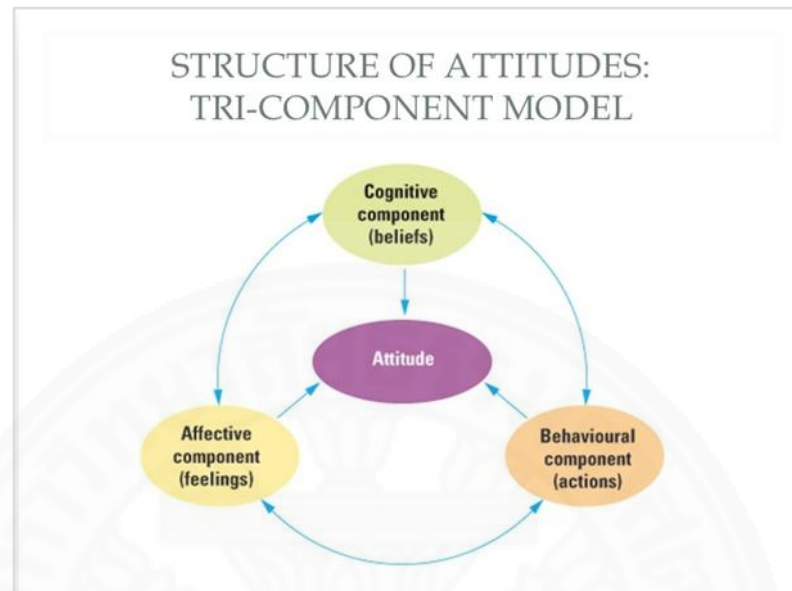 STRUCTURE OF ATTITUDES:
TRI-COMPONENT MODEL
Cognitive
component
(beliefs)
Attitude
Affective
component
(feelings)
Behavioural
component
(actions)